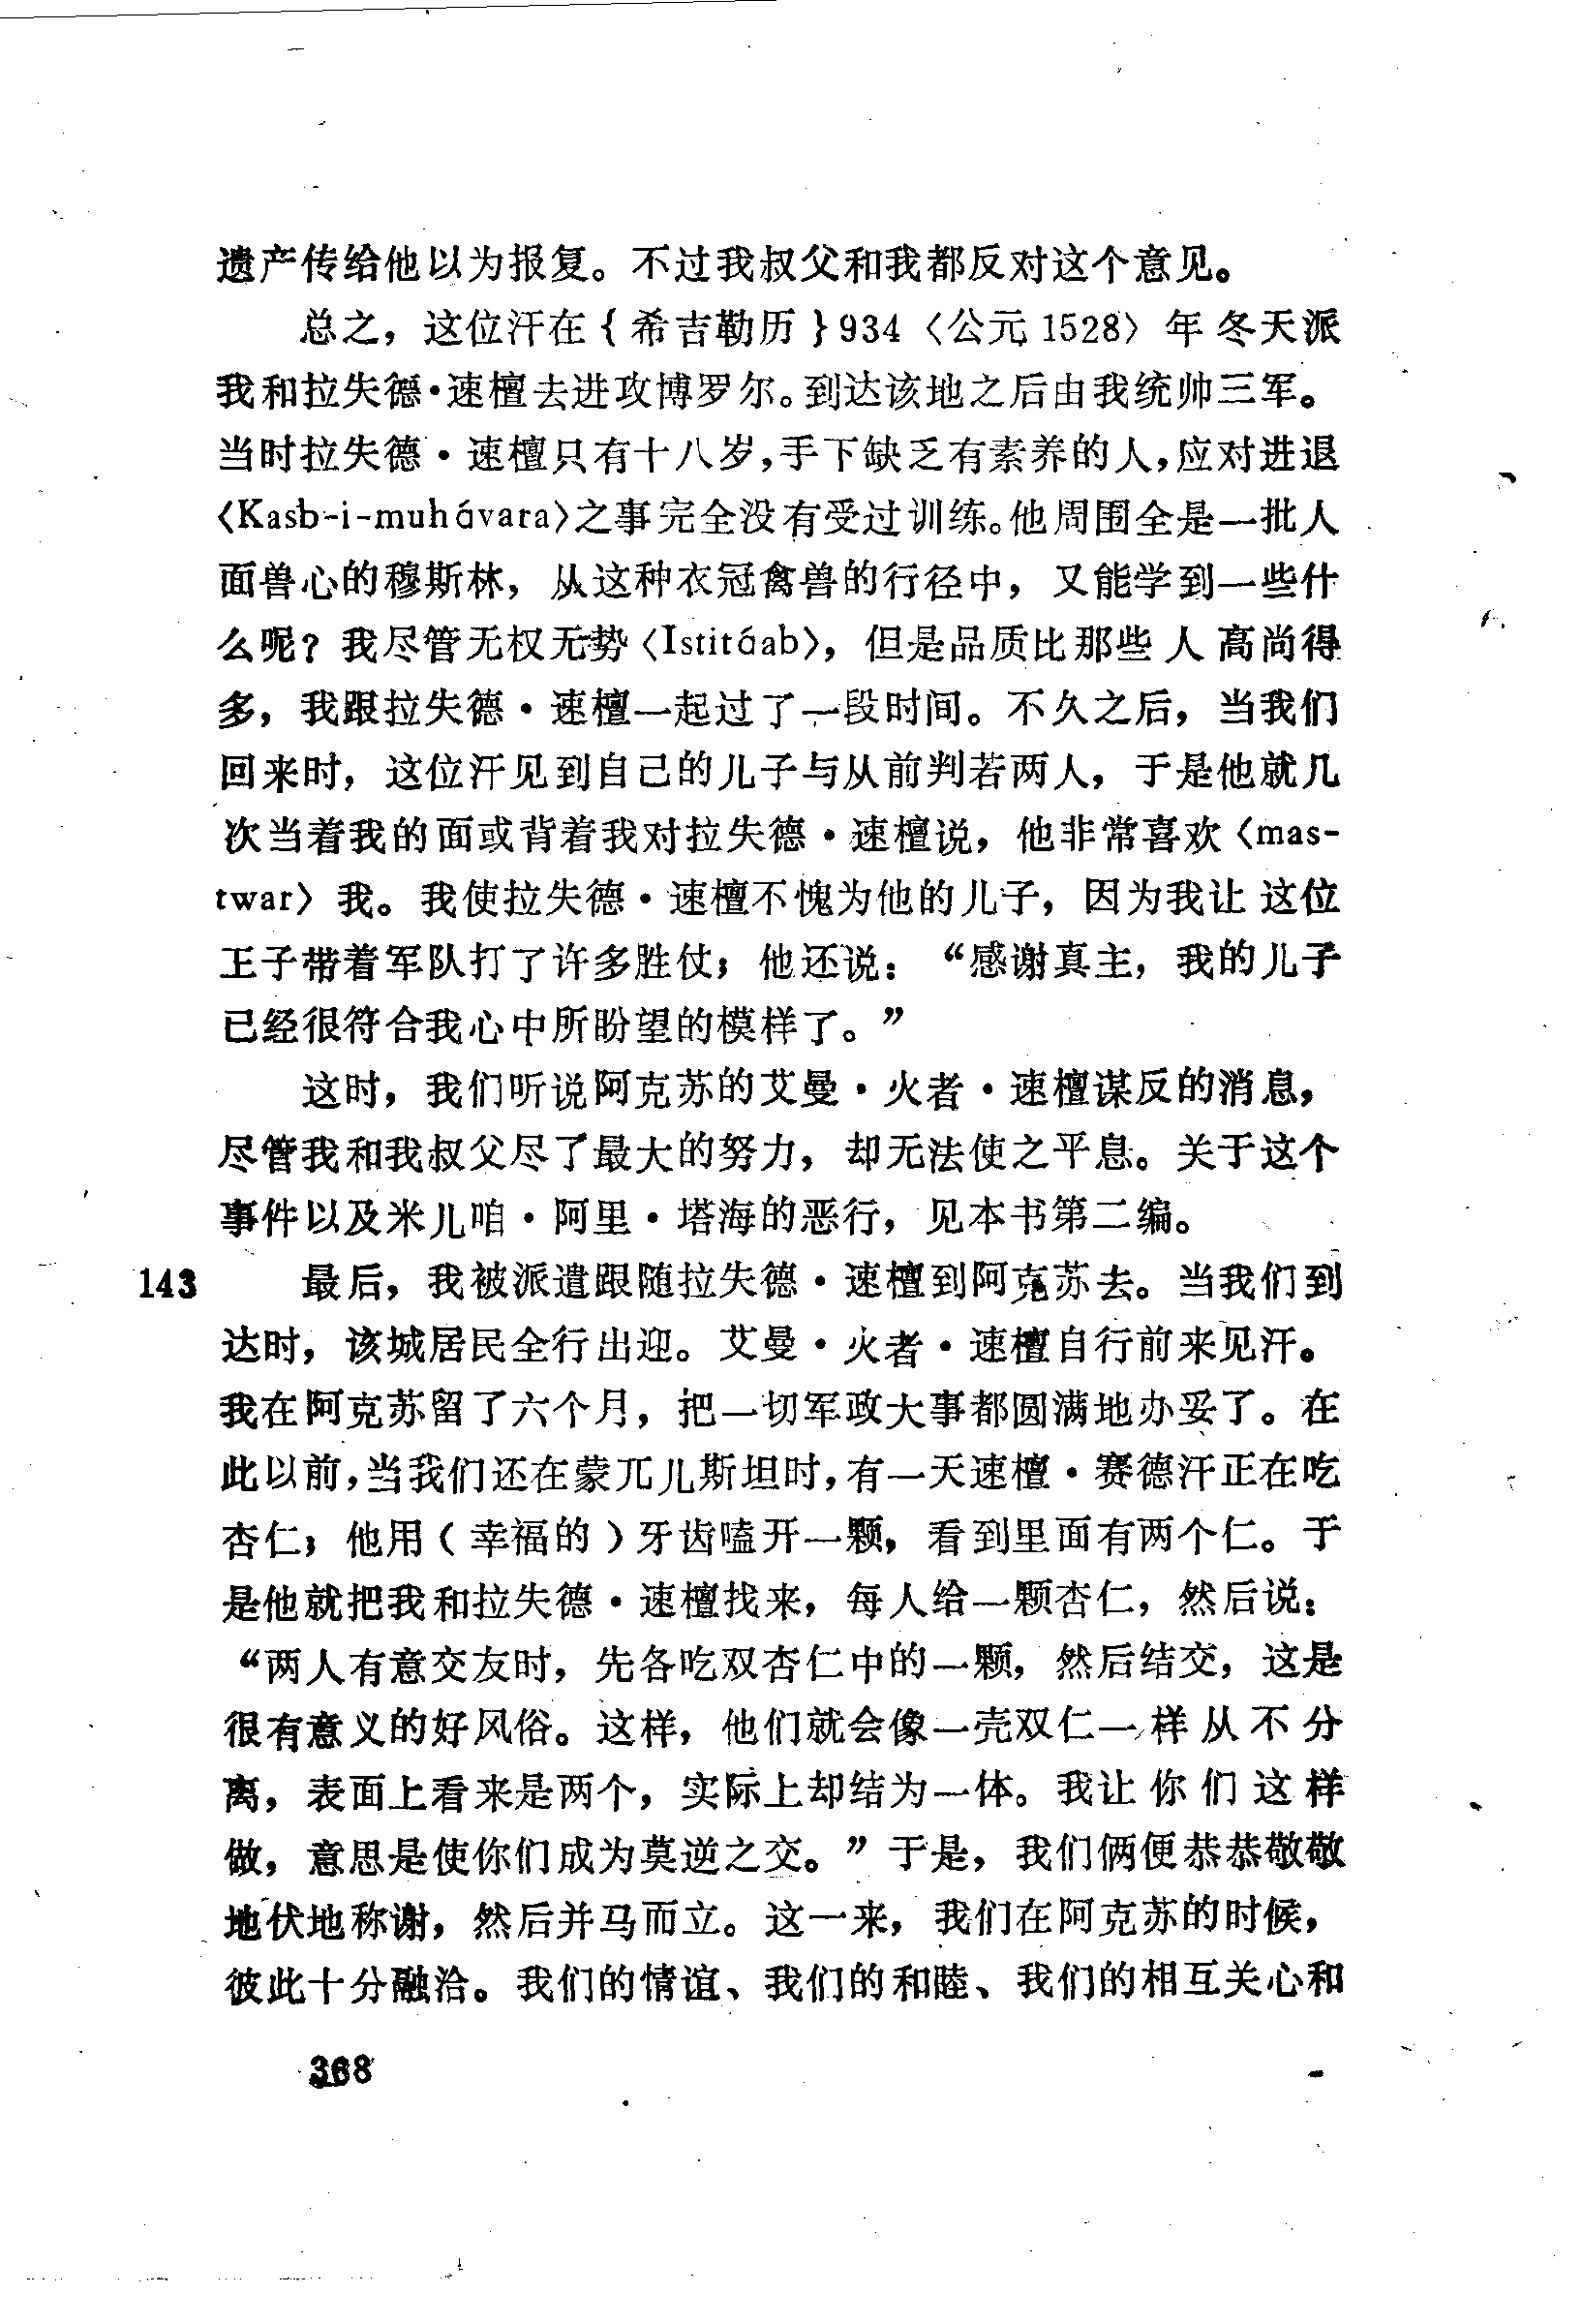 遗产传给他以为报复。不过我叔父和我都反对这个意见。
总之，这位汗在｛希吉勒历｝934〈公元1528〉年冬天派
我和拉失德·速檀去进攻博罗尔。到达该地之后由我统帅三军。
当时拉失德·速檀只有十八岁，手下缺乏有素养的人，应对进退
〈Kasb-i-muhávara〉之事完全没有受过训练。他周围全是一批人
面兽心的穆斯林，从这种衣冠禽兽的行径中，又能学到一些什
么呢？我尽管无权无势〈Istitáab〉，但是品质比那些人高尚得
多，我跟拉失德·速檀一起过了一段时间。不久之后，当我们
回来时，这位汗见到自己的儿子与从前判若两人，于是他就几
次当着我的面或背着我对拉失德·速檀说，他非常喜欢〈mas-
twar〉我。我使拉失德·速檀不愧为他的儿子，因为我让这位
王子带着军队打了许多胜仗；他还说：“感谢真主，我的儿子
已经很符合我心中所盼望的模样了。”
这时，我们听说阿克苏的艾曼·火者·速檀谋反的消息，
尽管我和我叔父尽了最大的努力，却无法使之平息。关于这个
事件以及米儿咱·阿里·塔海的恶行，见本书第二编。
143 最后，我被派遣跟随拉失德·速檀到阿克苏去。当我们到
达时，该城居民全行出迎。艾曼·火者·速檀自行前来见汗。
我在阿克苏留了六个月，把一切军政大事都圆满地办妥了。在
此以前，当我们还在蒙兀儿斯坦时，有一天速檀·赛德汗正在吃
杏仁；他用（幸福的）牙齿嗑开一颗，看到里面有两个仁。于
是他就把我和拉失德·速檀找来，每人给一颗杏仁，然后说：
“两人有意交友时，先各吃双杏仁中的一颗，然后结交，这是
很有意义的好风俗。这样，他们就会像一壳双仁一样从不分
离，表面上看来是两个，实际上却结为一体。我让你们这样
做，意思是使你们成为莫逆之交。”于是，我们俩便恭恭敬敬
地伏地称谢，然后并马而立。这一来，我们在阿克苏的时候，
彼此十分融洽。我们的情谊、我们的和睦、我们的相互关心和
368